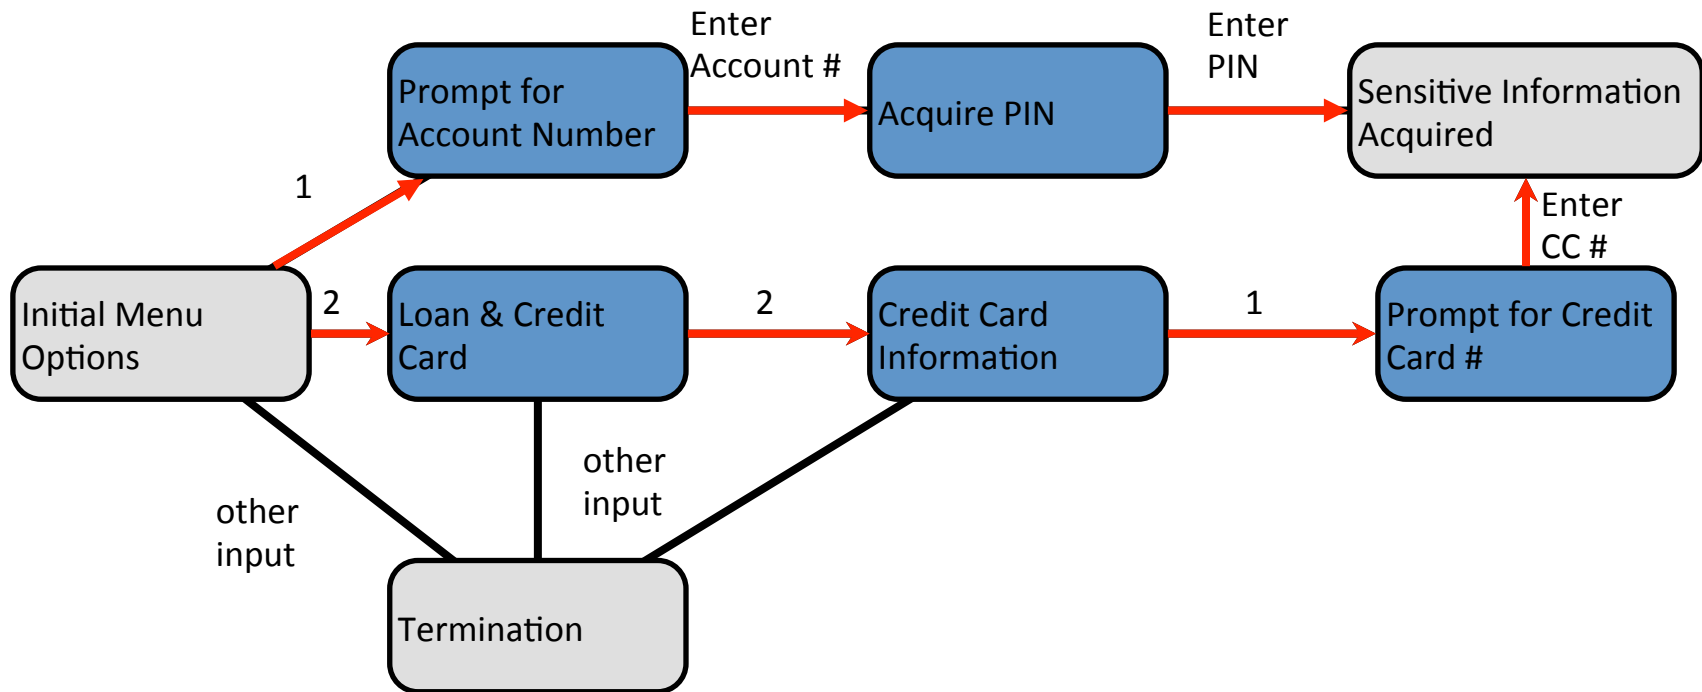 Enter
Account #
Enter
PIN
Prompt for
Account Number
Acquire PIN
Sensitive Information
Acquired
1
Enter
CC #
Initial Menu
Options
2
Loan & Credit
Card
2
Credit Card
Information
1
Prompt for Credit
Card #
other
input
other
input
Termination